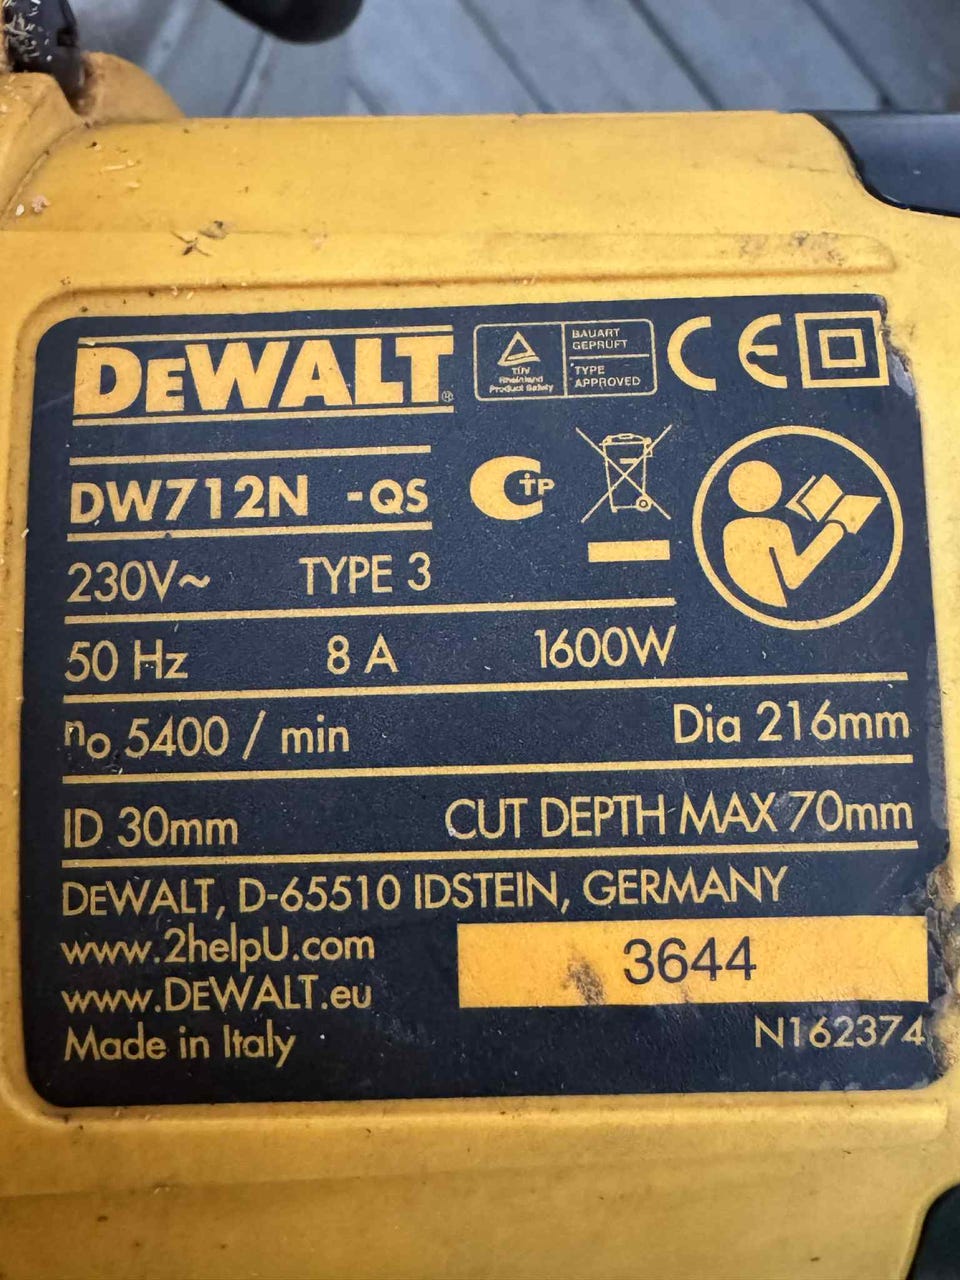 DeWALT®
TÜV
Rheinland
Product Safety
BAUART
GEPRÜFT
TYPE
APPROVED
CE
DW712N -QS
230V~ TYPE 3
50 Hz 8 A 1600W
no 5400 / min Dia 216mm
ID 30mm CUT DEPTH MAX 70mm
DeWALT, D-65510 IDSTEIN, GERMANY
www.2helpU.com
www.DeWALT.eu
3644
Made in Italy
N162374